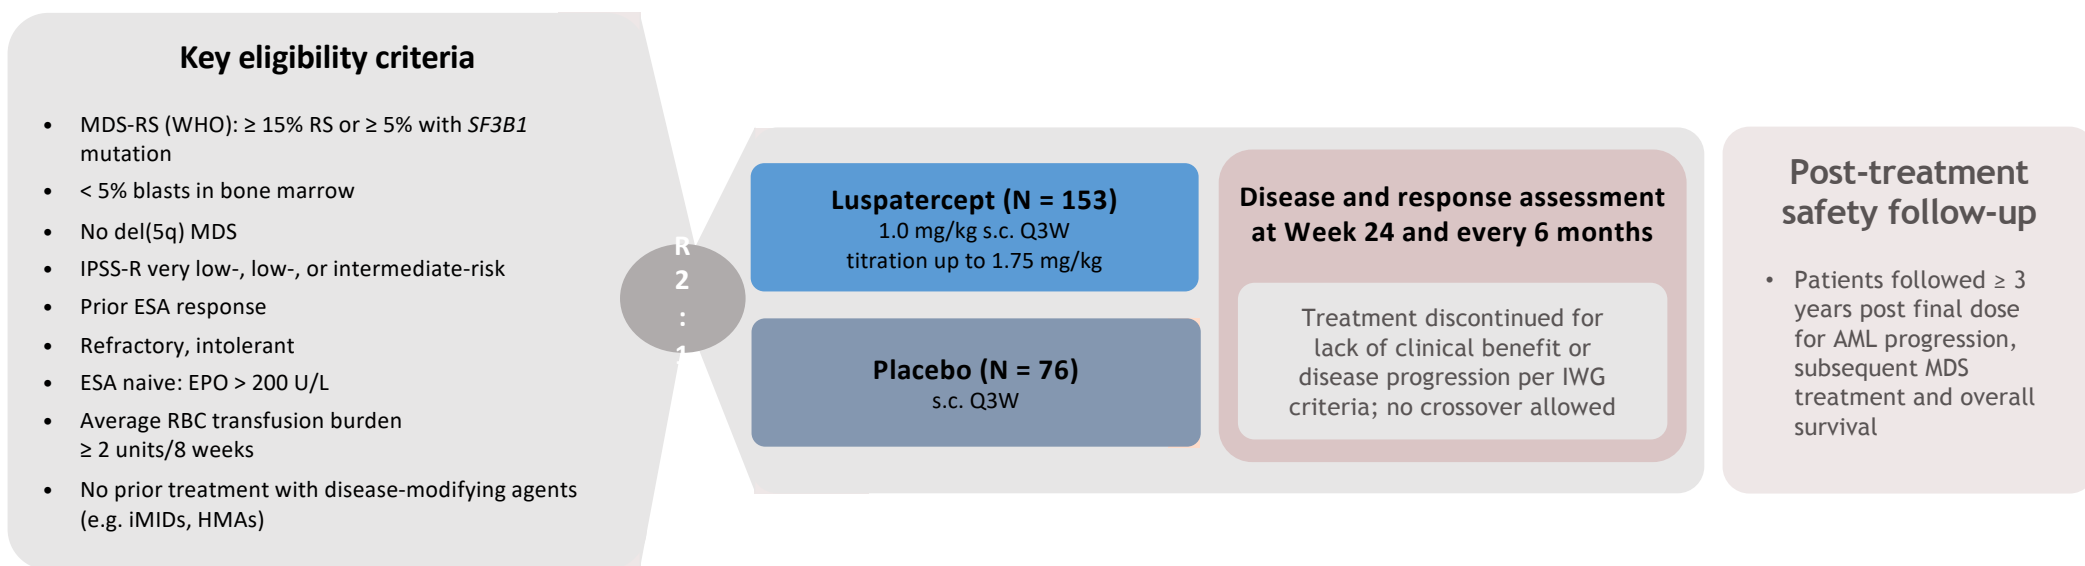 Key eligibility criteria
• MDS-RS (WHO): ≥ 15% RS or ≥ 5% with SF3B1
mutation
• < 5% blasts in bone marrow
• No del(5q) MDS
• IPSS-R very low-, low-, or intermediate-risk
• Prior ESA response
• Refractory, intolerant
• ESA naive: EPO > 200 U/L
• Average RBC transfusion burden
≥ 2 units/8 weeks
• No prior treatment with disease-modifying agents
(e.g. iMIDs, HMAs)
R
2
:
1
Luspatercept (N = 153)
1.0 mg/kg s.c. Q3W
titration up to 1.75 mg/kg
Placebo (N = 76)
s.c. Q3W
Disease and response assessment
at Week 24 and every 6 months
Treatment discontinued for
lack of clinical benefit or
disease progression per IWG
criteria; no crossover allowed
Post-treatment
safety follow-up
• Patients followed ≥ 3
years post final dose
for AML progression,
subsequent MDS
treatment and overall
survival